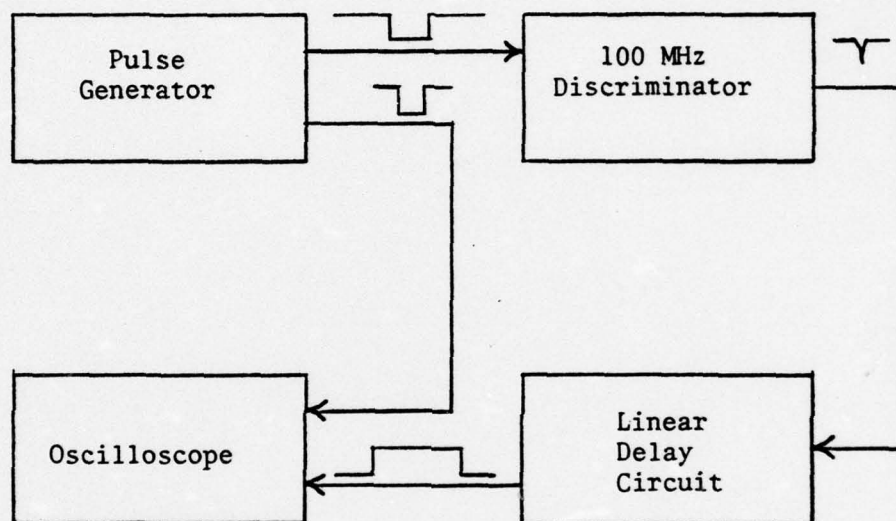 Pulse
Generator
100 MHz
Discriminator
Oscilloscope
Linear
Delay
Circuit